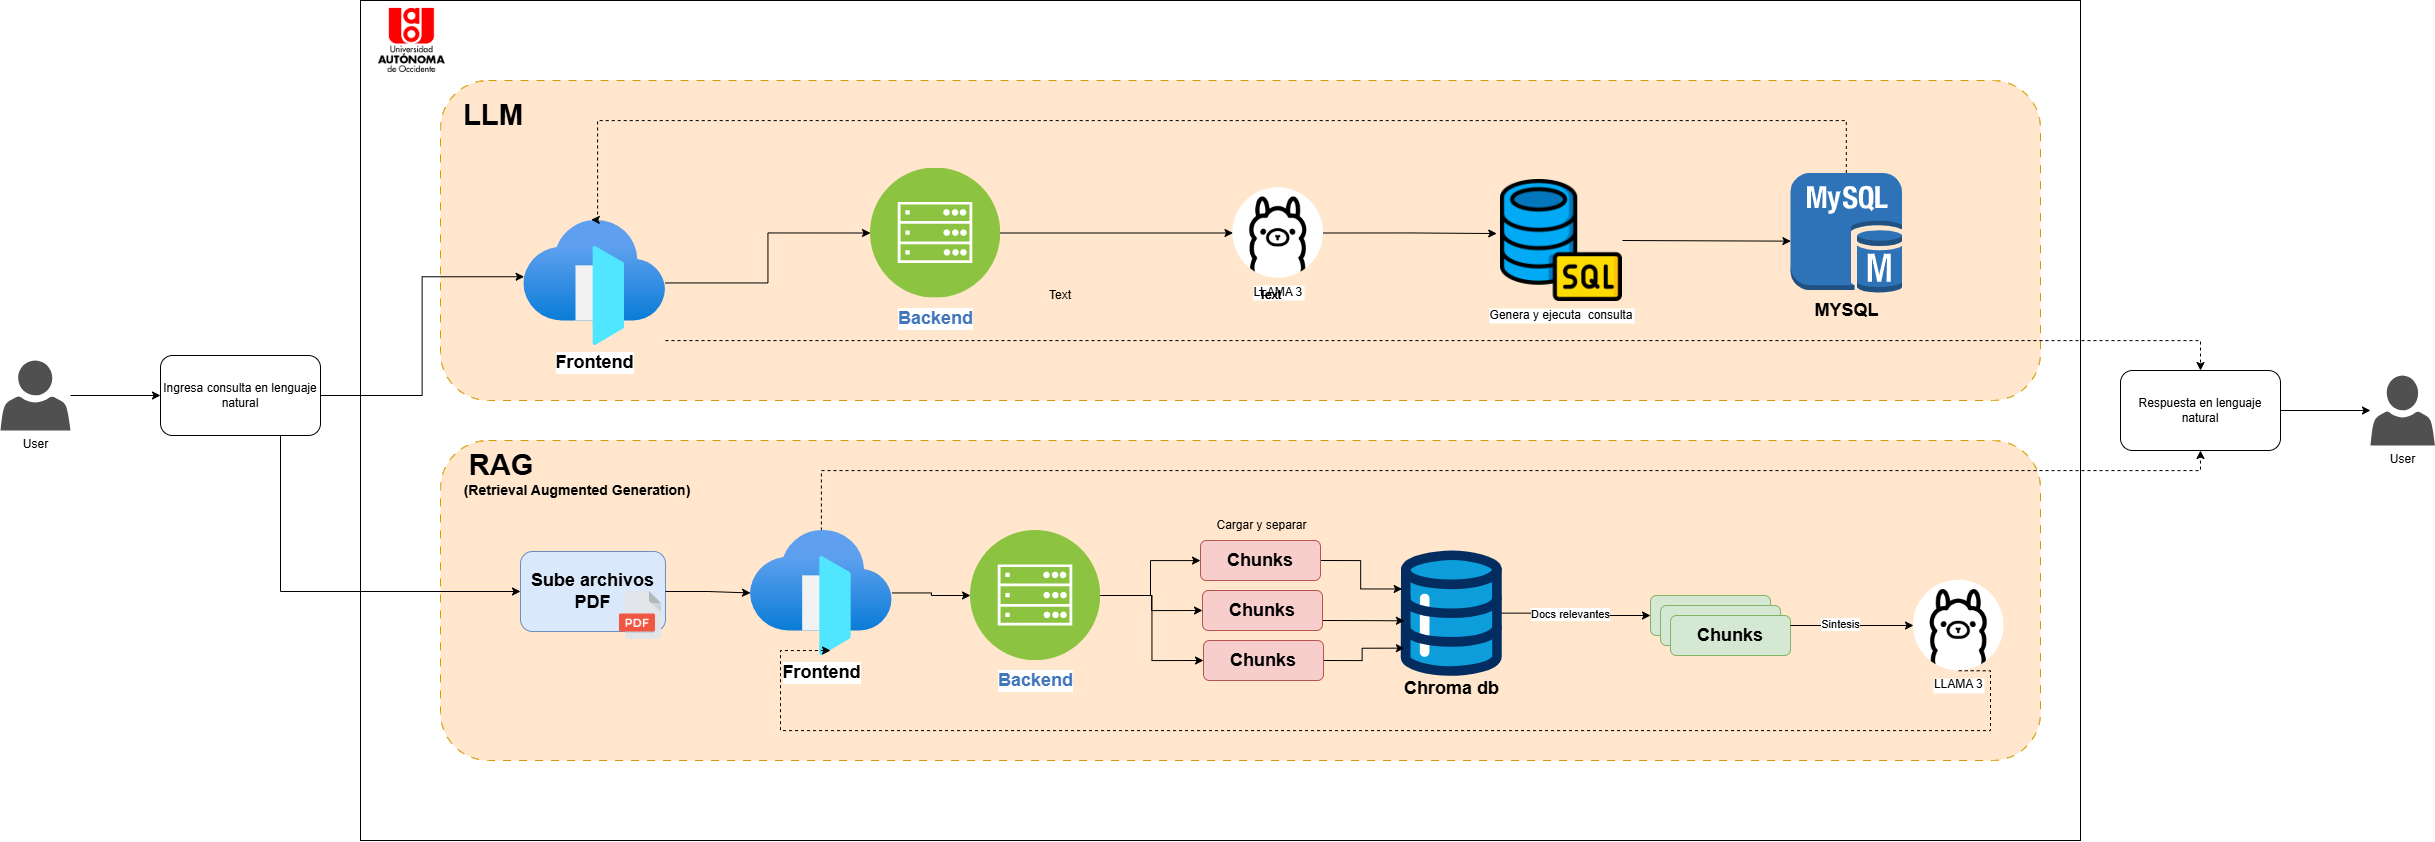 Universidad
AUTÓNOMA
de Occidente
LLM
MySQL
M
SQL
Text
LLAMA 3
Text
Genera y ejecuta consulta
MYSQL
Backend
Frontend
User
Ingresa consulta en lenguaje
natural
Respuesta en lenguaje
natural
User
RAG
(Retrieval Augmented Generation)
Sube archivos
PDF
PDF
Frontend
Backend
Cargar y separar
Chunks
Chunks
Chunks
Chroma db
Docs relevantes
Chunks
Sintesis
LLAMA 3